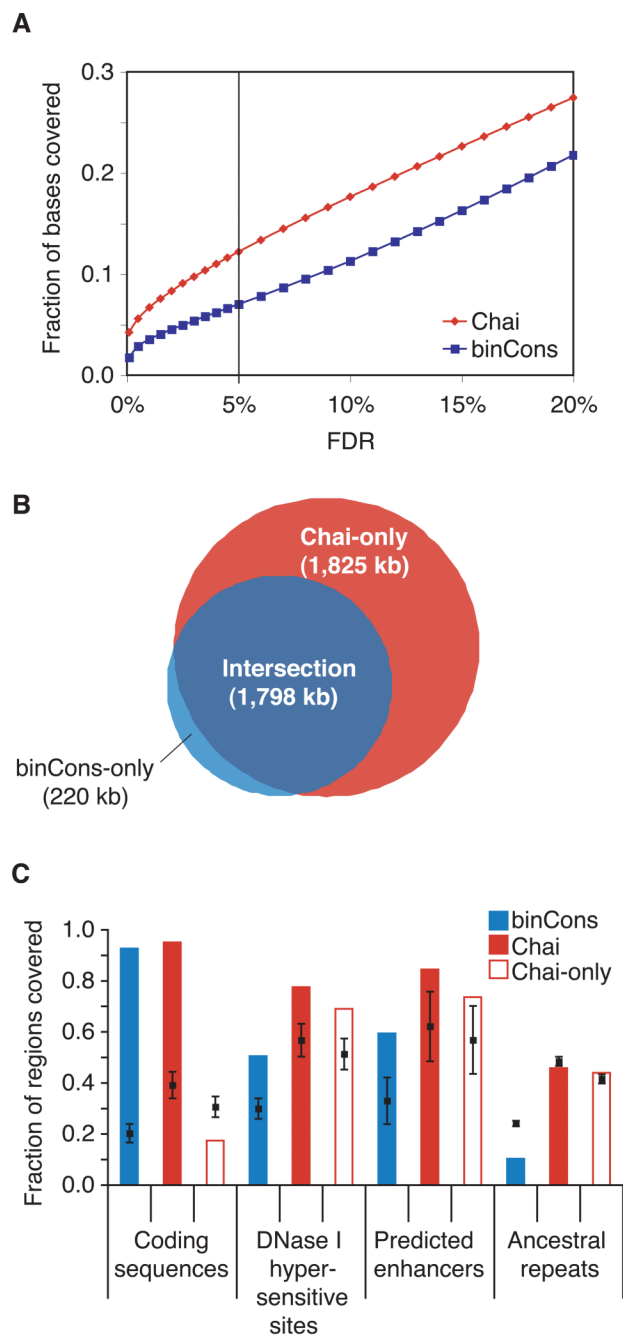 A
Fraction of bases covered
0.3
0.2
0.1
0.0
Chai
binCons
0%
5%
10%
15%
20%
FDR
B
Chai-only
(1,825 kb)
Intersection
(1,798 kb)
binCons-only
(220 kb)
C
Fraction of regions covered
1.0
0.8
0.6
0.4
0.2
0.0
binCons
Chai
Chai-only
Coding
sequences
DNase I
hyper-
sensitive
sites
Predicted
enhancers
Ancestral
repeats